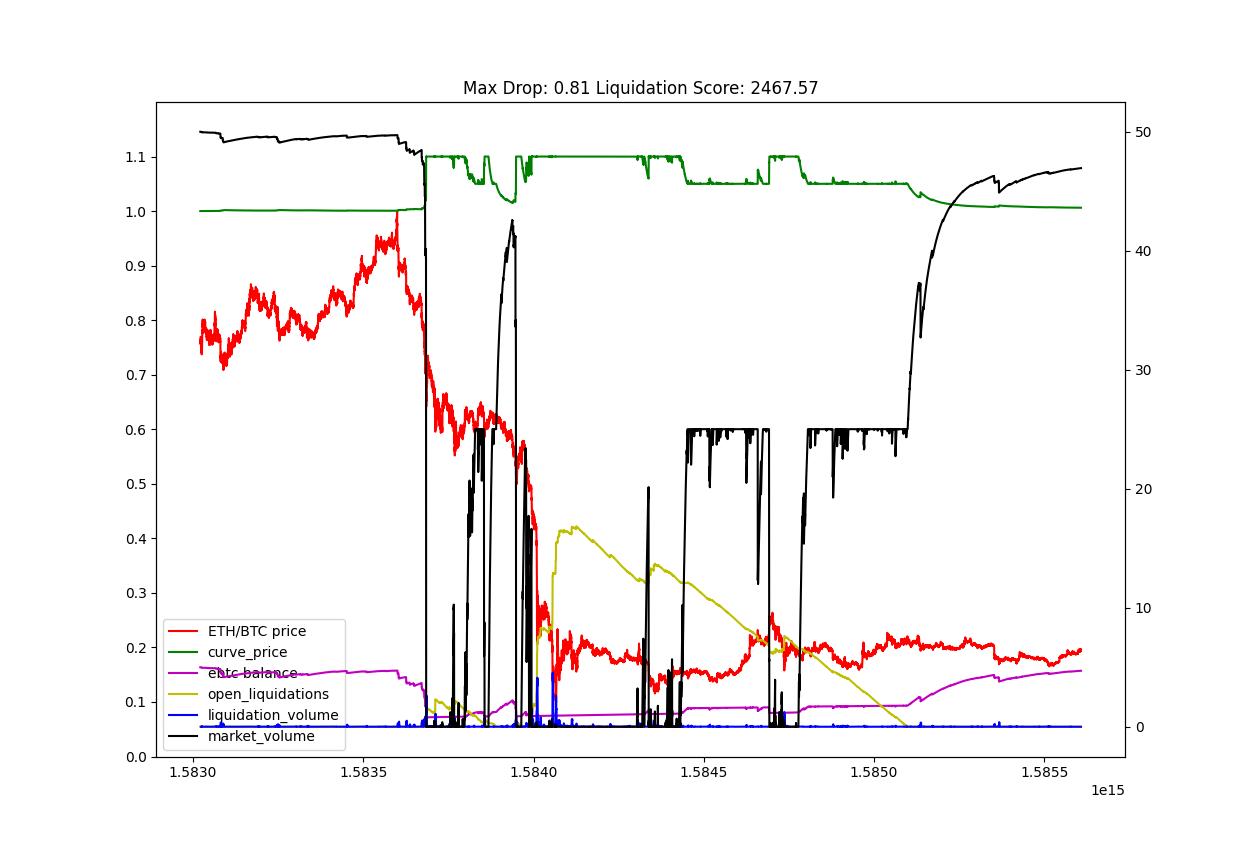 Max Drop: 0.81 Liquidation Score: 2467.57
1.1
1.0
0.9
0.8
0.7
0.6
0.5
0.4
0.3
0.2
0.1
0.0
50
40
30
20
10
0
ETH/BTC price
curve_price
ebtc balance
open_liquidations
liquidation_volume
market_volume
1.5830 1.5835 1.5840 1.5845 1.5850 1.5855
1e15